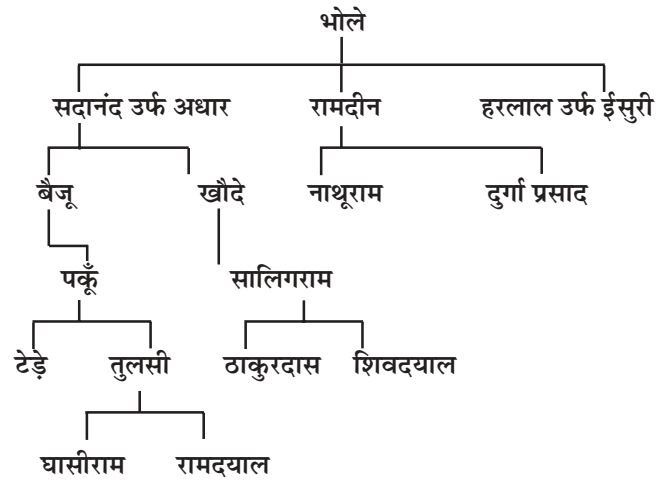 भोले
सदानंद उर्फ अधार रामदीन हरलाल उर्फ ईसुरी
बैजू खौदे नाथूराम दुर्गा प्रसाद
पकूँ सालिगराम
टेड़े तुलसी ठाकुरदास शिवदयाल
घासीराम रामदयाल